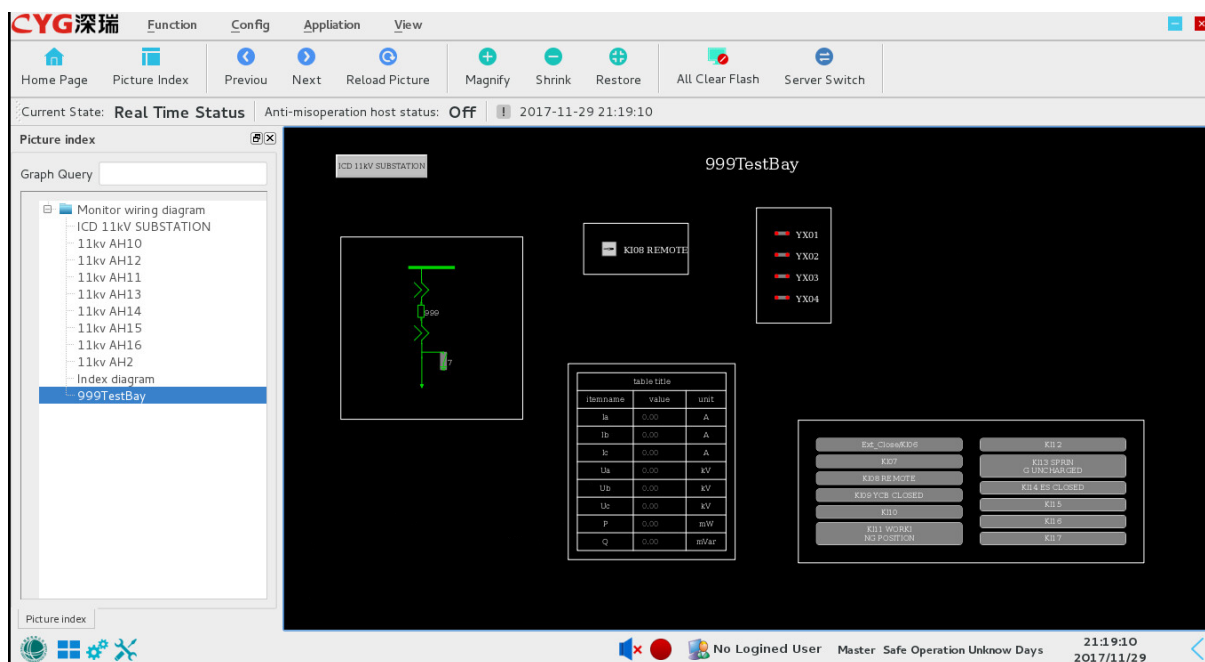 CYG深瑞 Function Config Appliation View
Home Page Picture Index Previou Next Reload Picture Magnify Shrink Restore All Clear Flash Server Switch
Current State: Real Time Status Anti-misoperation host status: Off 2017-11-29 21:19:10
Picture index
Graph Query
Monitor wiring diagram
ICD 11kV SUBSTATION
11kv AH10
11kv AH12
11kv AH11
11kv AH13
11kv AH14
11kv AH15
11kv AH16
11kv AH2
Index diagram
999TestBay
Picture index
ICD 11kV SUBSTATION
999TestBay
999
7
KI08 REMOTE
YX01
YX02
YX03
YX04
table title
itemname value unit
Ia 0.00 A
Ib 0.00 A
Ic 0.00 A
Ua 0.00 kV
Ub 0.00 kV
Uc 0.00 kV
P 0.00 mW
Q 0.00 mVar
Ext_Close/KI06
KI07
KI08 REMOTE
KI09 YCB CLOSED
KI10
KI11 WORKI
NG POSITION
KI12
KI13 SPRIN
G UNCHARGED
KI14 ES CLOSED
KI15
KI16
KI17
No Logined User Master Safe Operation Unknow Days
21:19:10
2017/11/29